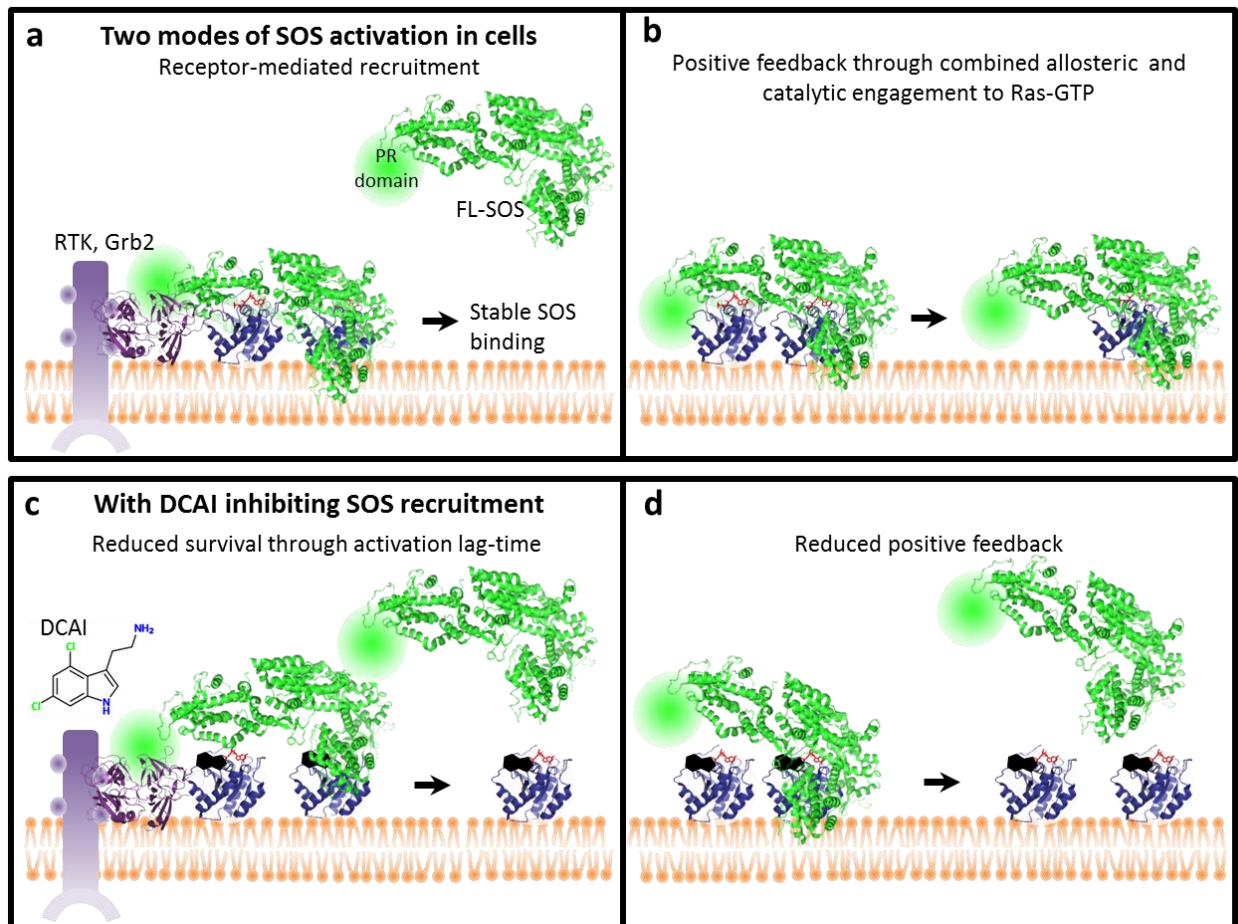 a
Two modes of SOS activation in cells
Receptor-mediated recruitment
PR
domain
FL-SOS
RTK, Grb2
Stable SOS
binding
b
Positive feedback through combined allosteric and
catalytic engagement to Ras-GTP
c
With DCAI inhibiting SOS recruitment
Reduced survival through activation lag-time
DCAI
NH₂
Cl
Cl
N
H
d
Reduced positive feedback